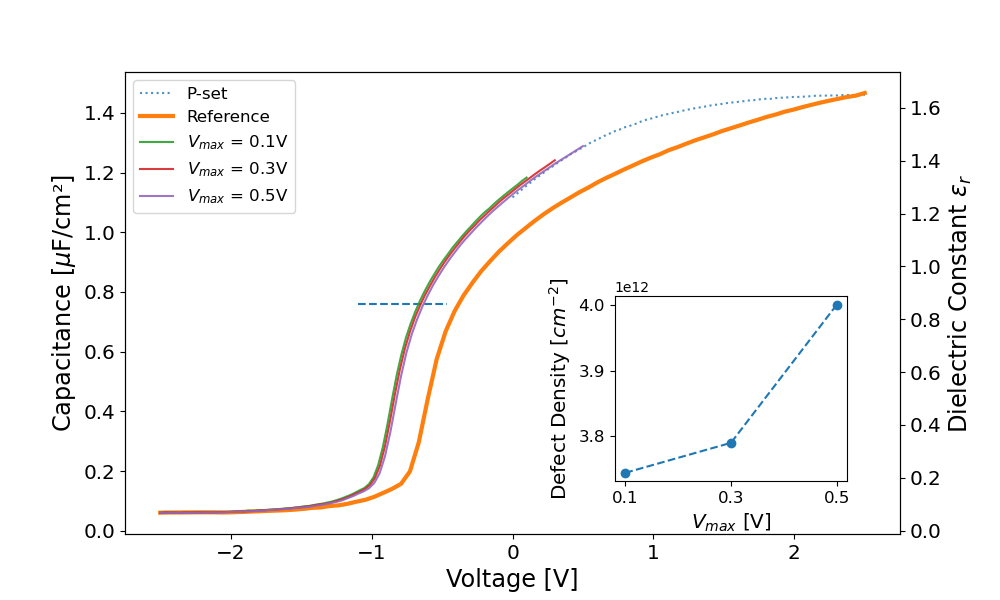 P-set
Reference
V_max = 0.1V
V_max = 0.3V
V_max = 0.5V
Capacitance [μF/cm²]
1.4
1.2
1.0
0.8
0.6
0.4
0.2
0.0
−2
−1
0
1
2
Voltage [V]
Dielectric Constant ε_r
1.6
1.4
1.2
1.0
0.8
0.6
0.4
0.2
0.0
1e12
Defect Density [cm^−2]
4.0
3.9
3.8
0.1
0.3
0.5
V_max [V]